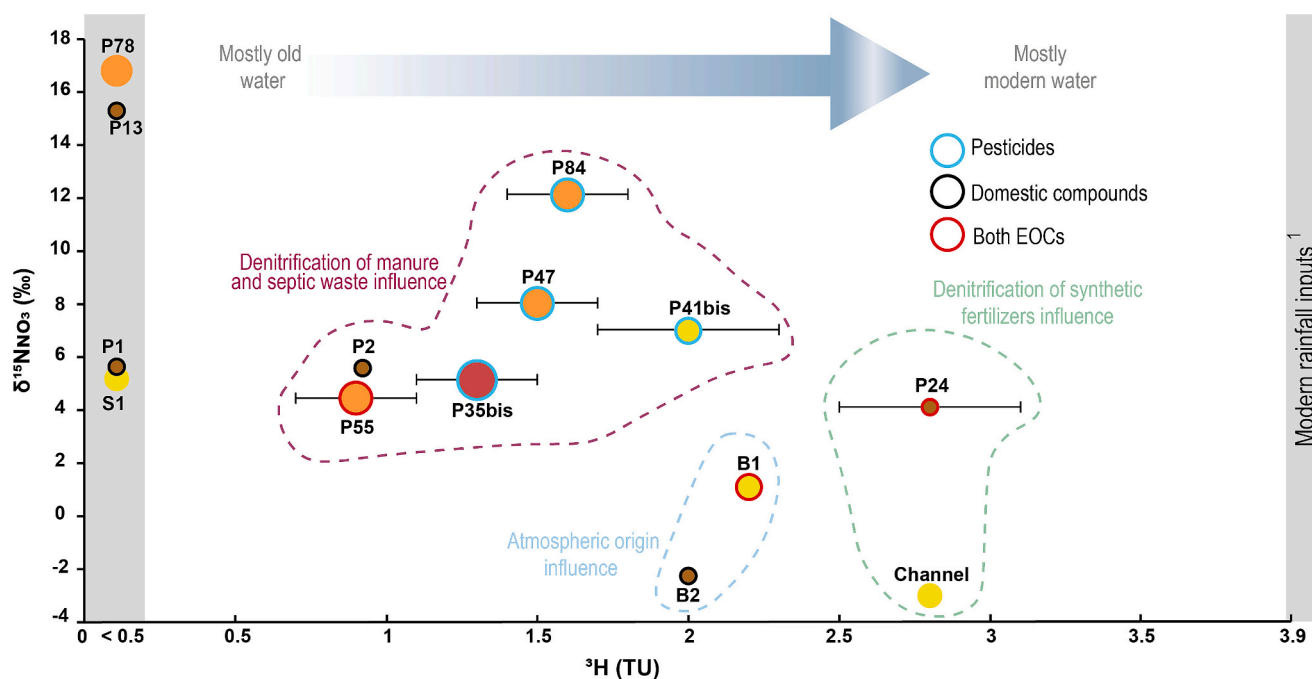 18
16
14
12
10
8
6
4
2
0
-2
-4
δ¹⁵NNO₃ (‰)
P78
P13
P1
S1
Mostly old
water
Mostly
modern water
Pesticides
Domestic compounds
Both EOCs
Denitrification of manure
and septic waste influence
P84
P47
P41bis
P2
P55
P35bis
Denitrification of synthetic
fertilizers influence
P24
B1
Atmospheric origin
influence
B2
Channel
Modern rainfall inputs ¹
0
< 0.5
0.5
1
1.5
2
2.5
3
3.5
3.9
³H (TU)